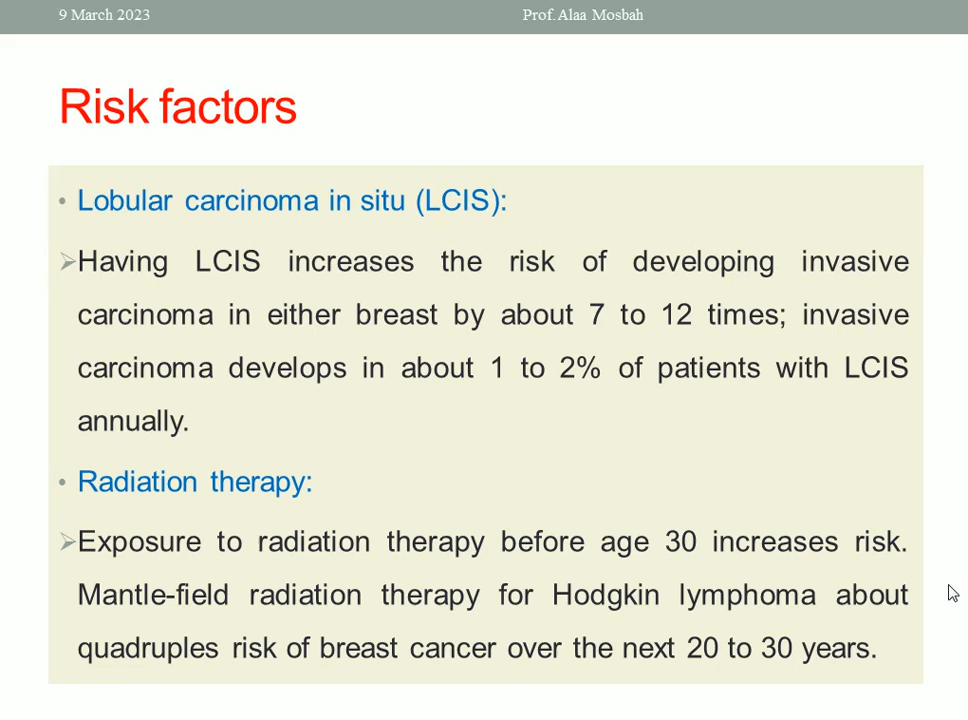 9 March 2023 Prof. Alaa Mosbah
Risk factors
• Lobular carcinoma in situ (LCIS):
➢Having LCIS increases the risk of developing invasive
carcinoma in either breast by about 7 to 12 times; invasive
carcinoma develops in about 1 to 2% of patients with LCIS
annually.
• Radiation therapy:
➢Exposure to radiation therapy before age 30 increases risk.
Mantle-field radiation therapy for Hodgkin lymphoma about
quadruples risk of breast cancer over the next 20 to 30 years.